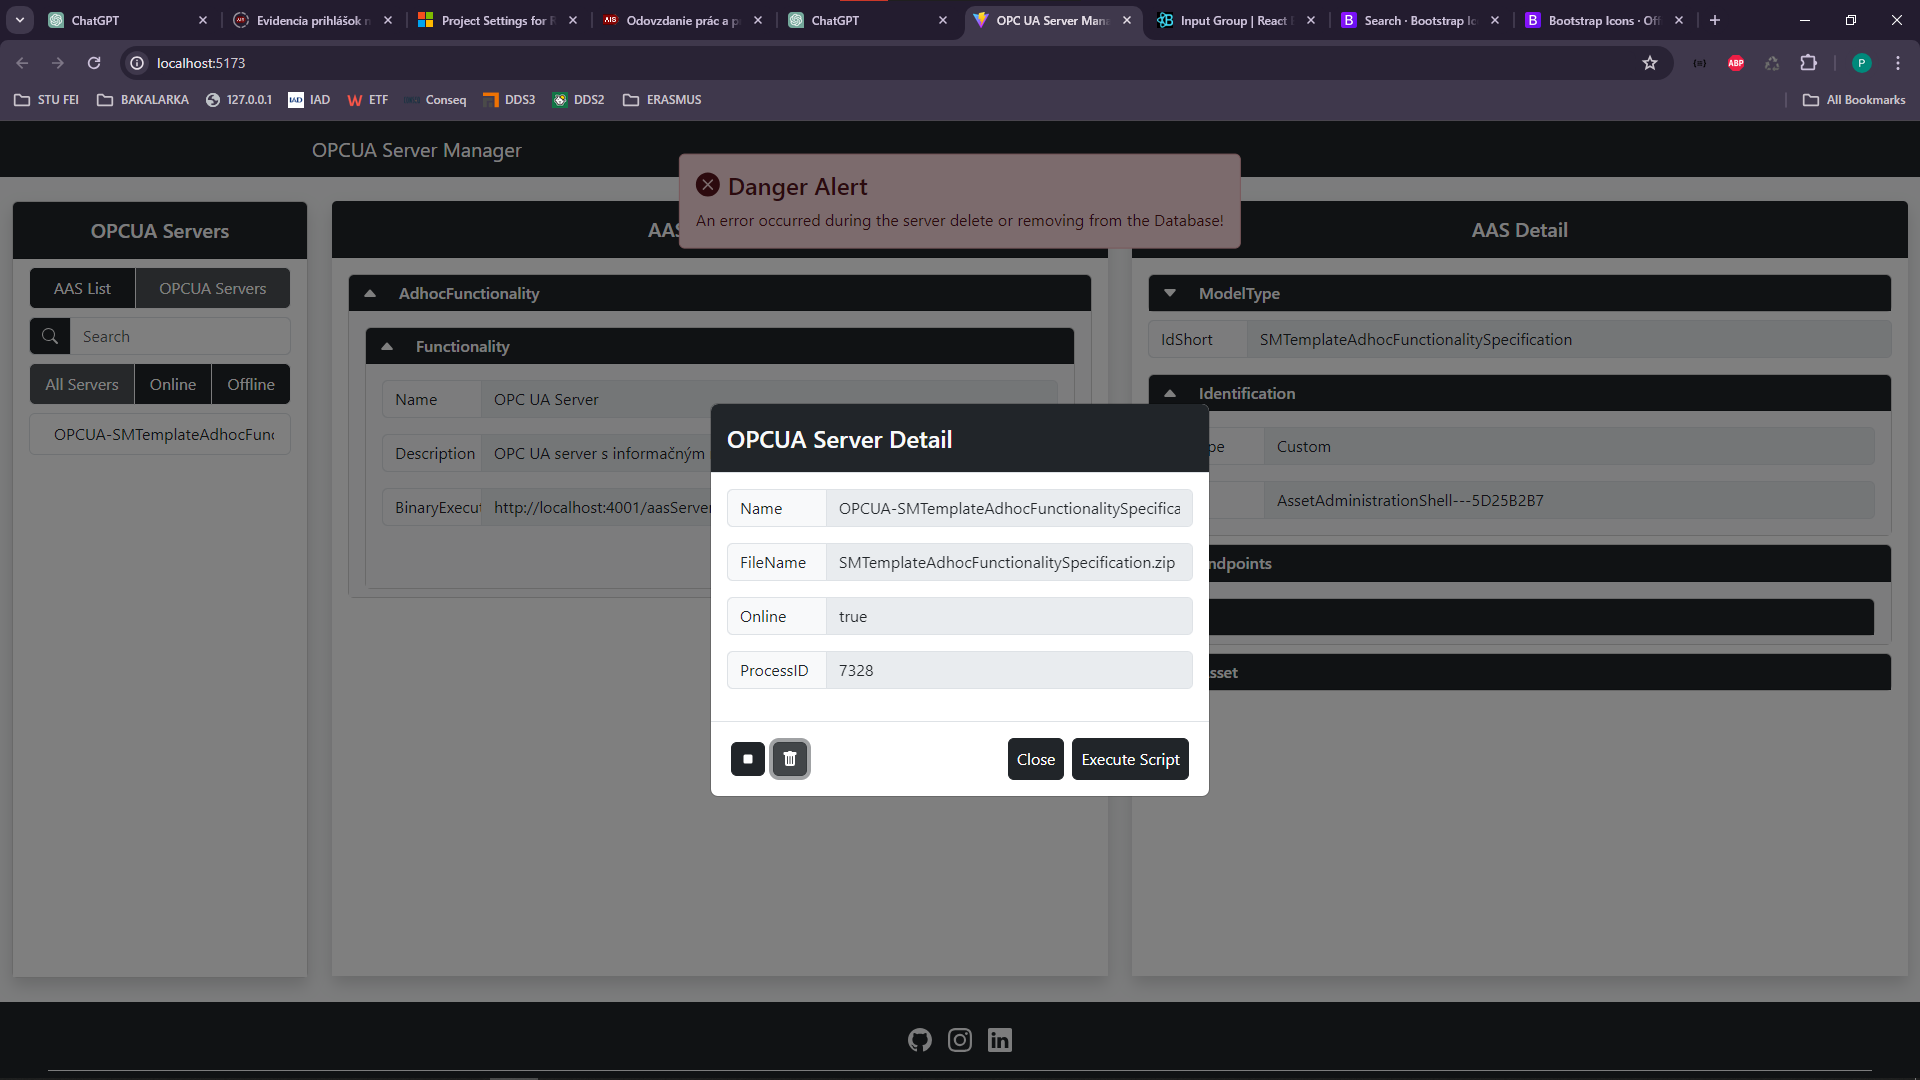 ChatGPT
Evidencia prihlášok n
Project Settings for R
Odovzdanie prác a p
ChatGPT
OPC UA Server Mana
Input Group | React
Search · Bootstrap Ic
Bootstrap Icons · Off
localhost:5173
ABP
P
STU FEI
BAKALARKA
127.0.0.1
IAD
ETF
Conseq
DDS3
DDS2
ERASMUS
All Bookmarks
OPCUA Server Manager
Danger Alert
An error occurred during the server delete or removing from the Database!
OPCUA Servers
AAS List
OPCUA Servers
Search
All Servers
Online
Offline
OPCUA-SMTemplateAdhocFunc
AAS
AdhocFunctionality
Functionality
Name
OPC UA Server
Description
OPC UA server s informačným
BinaryExecut
http://localhost:4001/aasServer
OPCUA Server Detail
Name
OPCUA-SMTemplateAdhocFunctionalitySpecifica
FileName
SMTemplateAdhocFunctionalitySpecification.zip
Online
true
ProcessID
7328
Close
Execute Script
AAS Detail
ModelType
IdShort
SMTemplateAdhocFunctionalitySpecification
Identification
pe
Custom
AssetAdministrationShell---5D25B2B7
ndpoints
sset